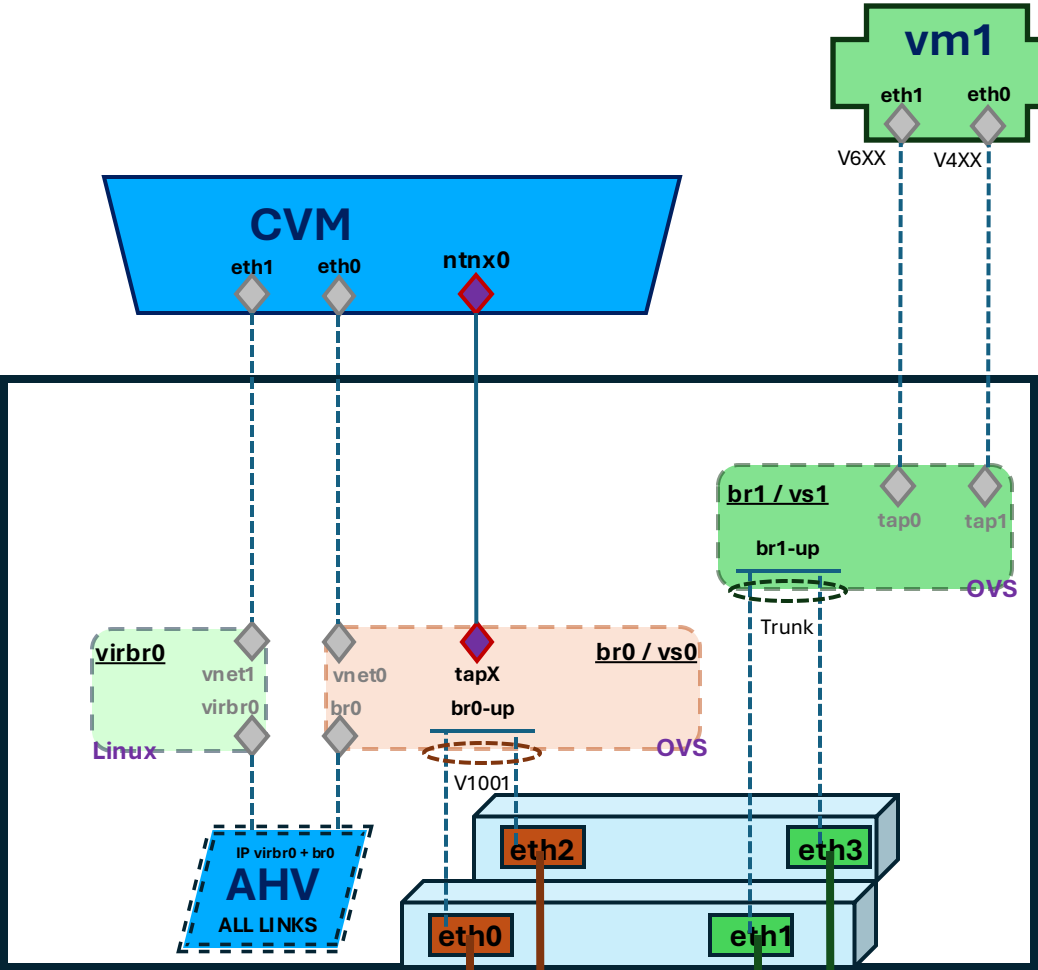 vm1
eth1 eth0
V6XX V4XX
CVM
eth1 eth0 ntnx0
br1 / vs1
tap0 tap1
br1-up
OVS
Trunk
virbr0
vnet1
virbr0
Linux
br0 / vs0
vnet0 tapX
br0 br0-up
OVS
V1001
IP virbr0 + br0
AHV
ALL LINKS
eth2 eth3
eth0 eth1